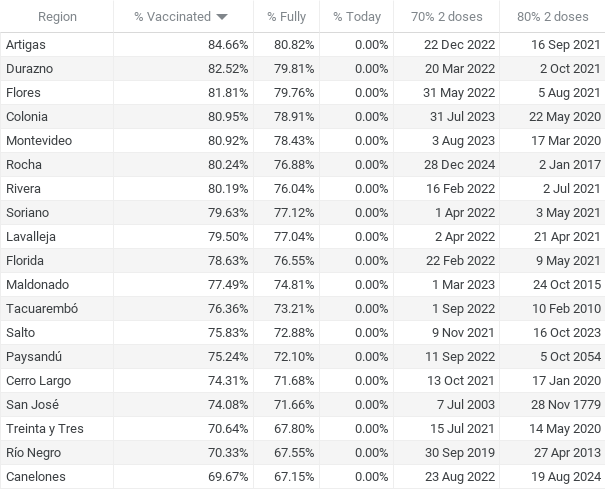 Region % Vaccinated % Fully % Today 70% 2 doses 80% 2 doses
Artigas 84.66% 80.82% 0.00% 22 Dec 2022 16 Sep 2021
Durazno 82.52% 79.81% 0.00% 20 Mar 2022 2 Oct 2021
Flores 81.81% 79.76% 0.00% 31 May 2022 5 Aug 2021
Colonia 80.95% 78.91% 0.00% 31 Jul 2023 22 May 2020
Montevideo 80.92% 78.43% 0.00% 3 Aug 2023 17 Mar 2020
Rocha 80.24% 76.88% 0.00% 28 Dec 2024 2 Jan 2017
Rivera 80.19% 76.04% 0.00% 16 Feb 2022 2 Jul 2021
Soriano 79.63% 77.12% 0.00% 1 Apr 2022 3 May 2021
Lavalleja 79.50% 77.04% 0.00% 2 Apr 2022 21 Apr 2021
Florida 78.63% 76.55% 0.00% 22 Feb 2022 9 May 2021
Maldonado 77.49% 74.81% 0.00% 1 Mar 2023 24 Oct 2015
Tacuarembó 76.36% 73.21% 0.00% 1 Sep 2022 10 Feb 2010
Salto 75.83% 72.88% 0.00% 9 Nov 2021 16 Oct 2023
Paysandú 75.24% 72.10% 0.00% 11 Sep 2022 5 Oct 2054
Cerro Largo 74.31% 71.68% 0.00% 13 Oct 2021 17 Jan 2020
San José 74.08% 71.66% 0.00% 7 Jul 2003 28 Nov 1779
Treinta y Tres 70.64% 67.80% 0.00% 15 Jul 2021 14 May 2020
Río Negro 70.33% 67.55% 0.00% 30 Sep 2019 27 Apr 2013
Canelones 69.67% 67.15% 0.00% 23 Aug 2022 19 Aug 2024